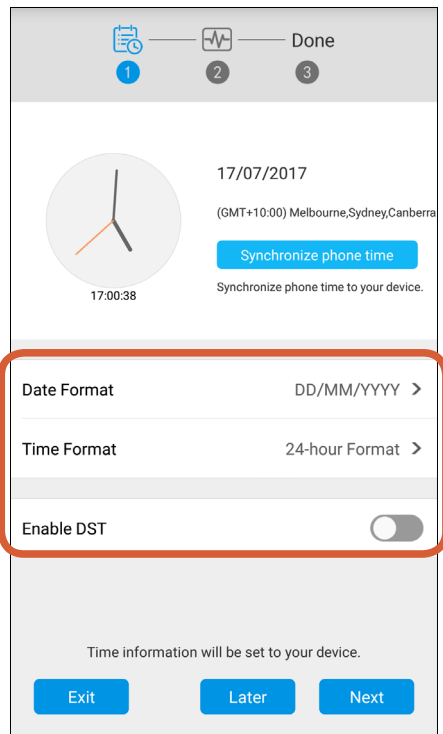 Done
1 2 3
17/07/2017
(GMT+10:00) Melbourne,Sydney,Canberra
Synchronize phone time
17:00:38
Synchronize phone time to your device.
Date Format DD/MM/YYYY >
Time Format 24-hour Format >
Enable DST
Time information will be set to your device.
Exit Later Next